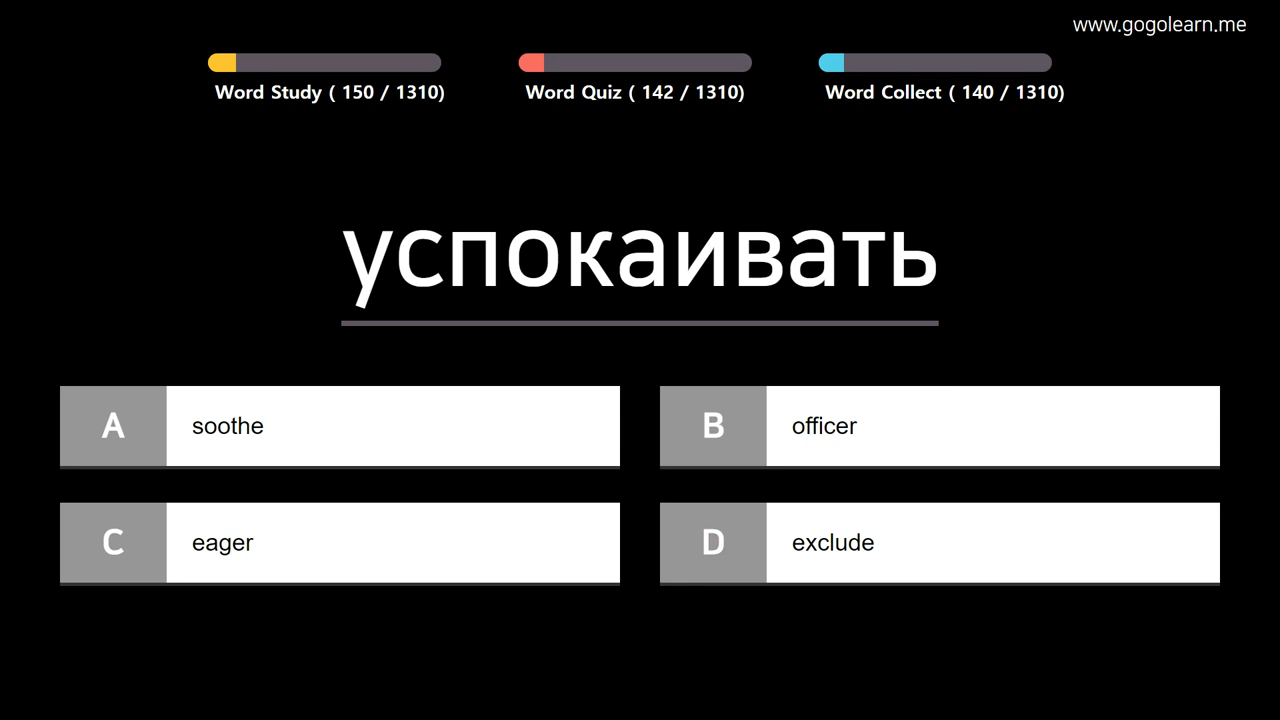 www.gogolearn.me
Word Study ( 150 / 1310)
Word Quiz ( 142 / 1310)
Word Collect ( 140 / 1310)
успокаивать
A soothe
B officer
C eager
D exclude